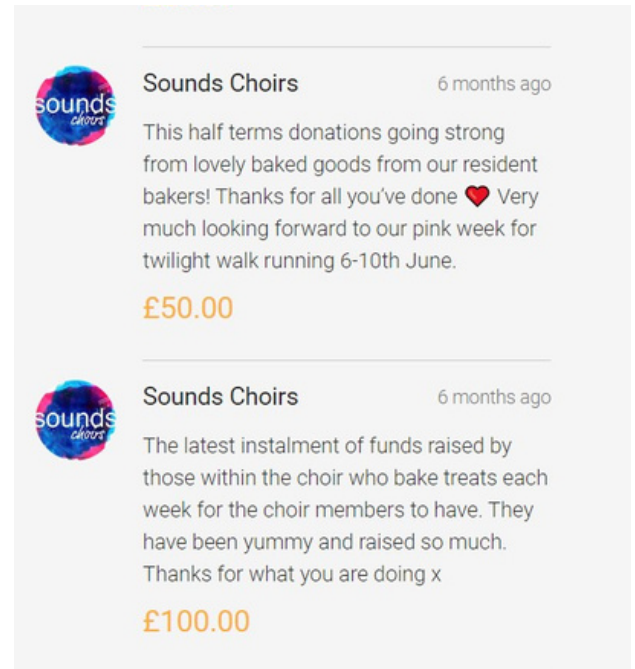 Sounds Choirs 6 months ago
sounds
choirs
This half terms donations going strong
from lovely baked goods from our resident
bakers! Thanks for all you've done ❤️ Very
much looking forward to our pink week for
twilight walk running 6-10th June.
£50.00
Sounds Choirs 6 months ago
sounds
choirs
The latest instalment of funds raised by
those within the choir who bake treats each
week for the choir members to have. They
have been yummy and raised so much.
Thanks for what you are doing x
£100.00